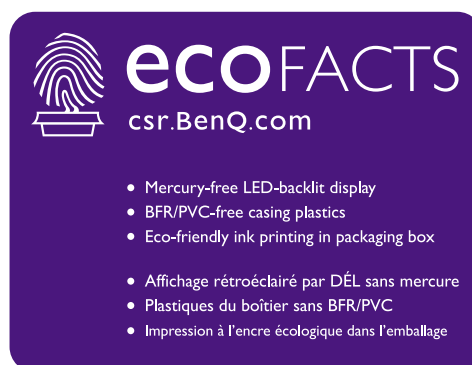 ecoFACTS
csr.BenQ.com
• Mercury-free LED-backlit display
• BFR/PVC-free casing plastics
• Eco-friendly ink printing in packaging box
• Affichage rétroéclairé par DÉL sans mercure
• Plastiques du boîtier sans BFR/PVC
• Impression à l'encre écologique dans l'emballage